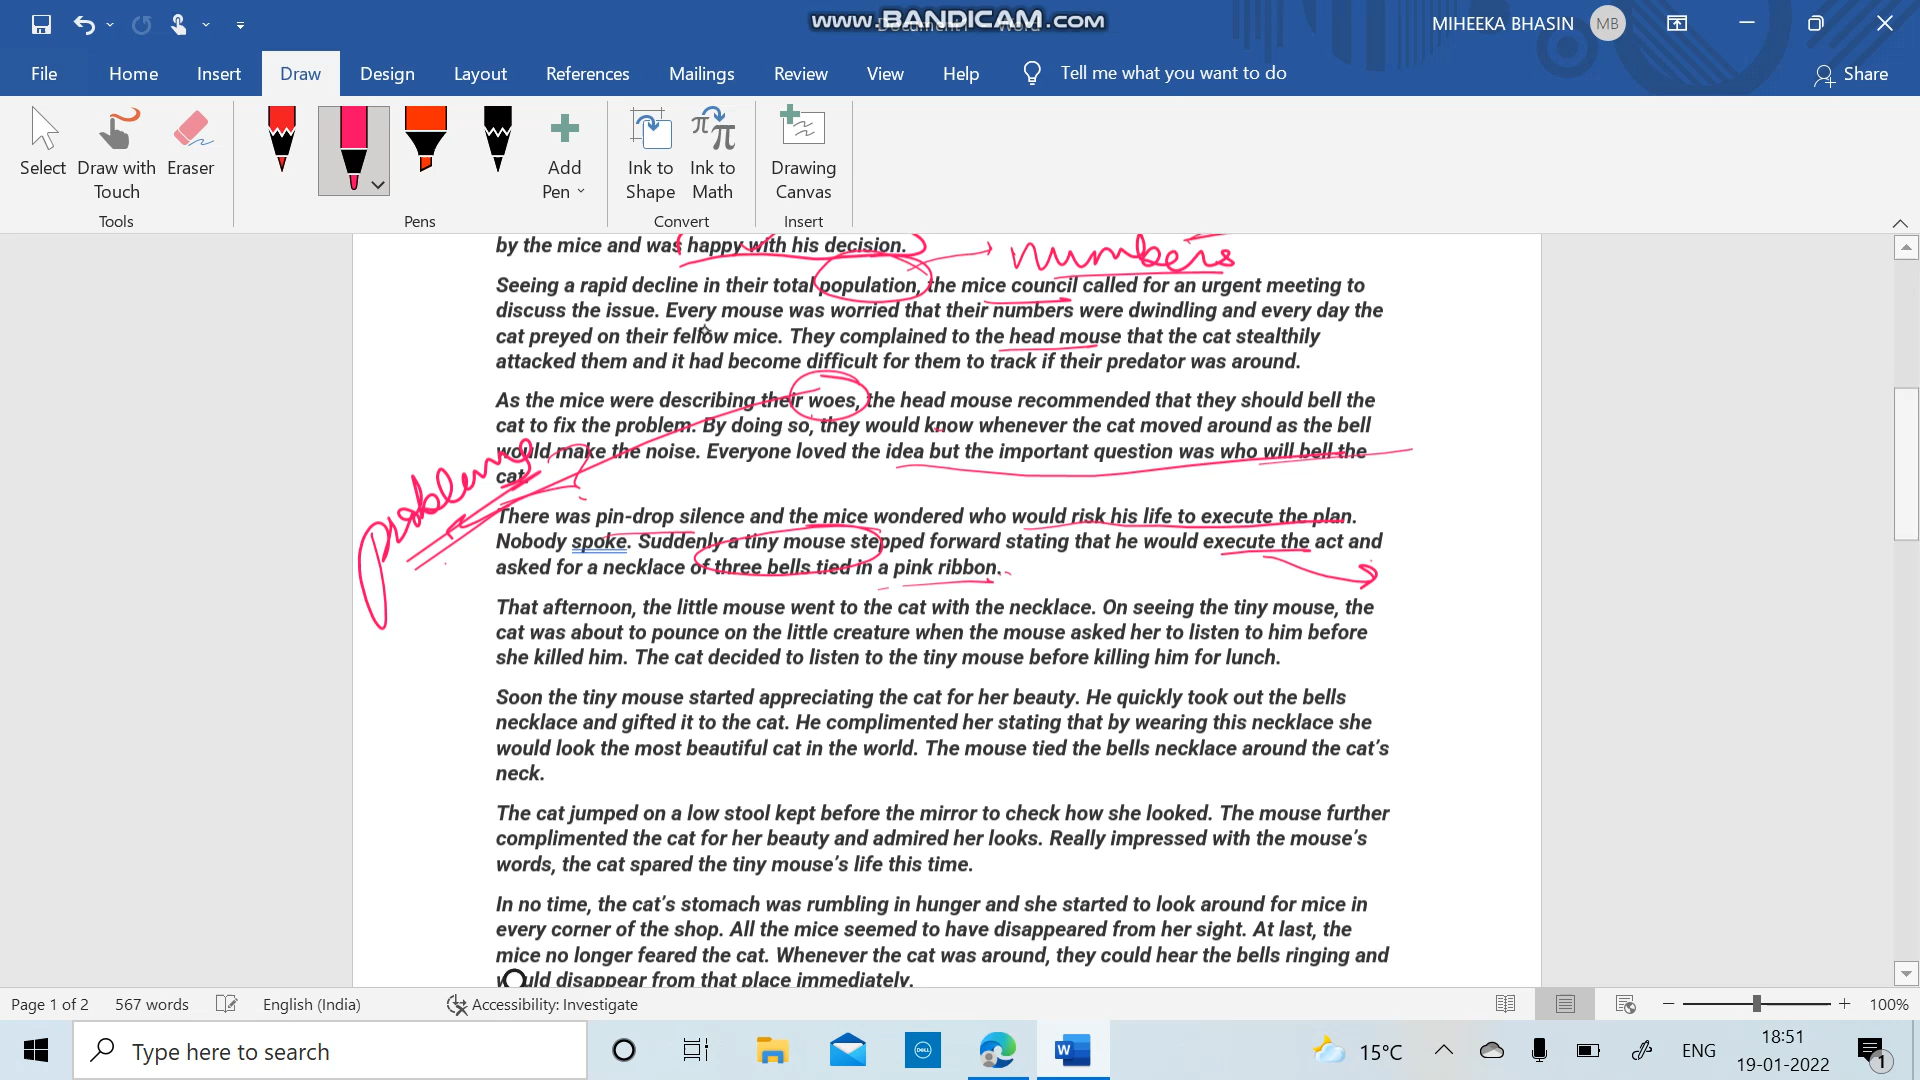 www.BANDICAM.com
MIHEEKA BHASIN MB
File Home Insert Draw Design Layout References Mailings Review View Help Tell me what you want to do Share
Select Draw with Touch Eraser Add Pen Ink to Shape Ink to Math Drawing Canvas
Tools Pens Convert Insert
by the mice and was happy with his decision.
numbers
Seeing a rapid decline in their total population, the mice council called for an urgent meeting to
discuss the issue. Every mouse was worried that their numbers were dwindling and every day the
cat preyed on their fellow mice. They complained to the head mouse that the cat stealthily
attacked them and it had become difficult for them to track if their predator was around.
As the mice were describing their woes, the head mouse recommended that they should bell the
cat to fix the problem. By doing so, they would know whenever the cat moved around as the bell
would make the noise. Everyone loved the idea but the important question was who will bell the
cat.
problems
There was pin-drop silence and the mice wondered who would risk his life to execute the plan.
Nobody spoke. Suddenly a tiny mouse stepped forward stating that he would execute the act and
asked for a necklace of three bells tied in a pink ribbon.
That afternoon, the little mouse went to the cat with the necklace. On seeing the tiny mouse, the
cat was about to pounce on the little creature when the mouse asked her to listen to him before
she killed him. The cat decided to listen to the tiny mouse before killing him for lunch.
Soon the tiny mouse started appreciating the cat for her beauty. He quickly took out the bells
necklace and gifted it to the cat. He complimented her stating that by wearing this necklace she
would look the most beautiful cat in the world. The mouse tied the bells necklace around the cat’s
neck.
The cat jumped on a low stool kept before the mirror to check how she looked. The mouse further
complimented the cat for her beauty and admired her looks. Really impressed with the mouse’s
words, the cat spared the tiny mouse’s life this time.
In no time, the cat’s stomach was rumbling in hunger and she started to look around for mice in
every corner of the shop. All the mice seemed to have disappeared from her sight. At last, the
mice no longer feared the cat. Whenever the cat was around, they could hear the bells ringing and
would disappear from that place immediately.
Page 1 of 2 567 words English (India) Accessibility: Investigate 100%
Type here to search 15°C ENG 18:51
19-01-2022 1